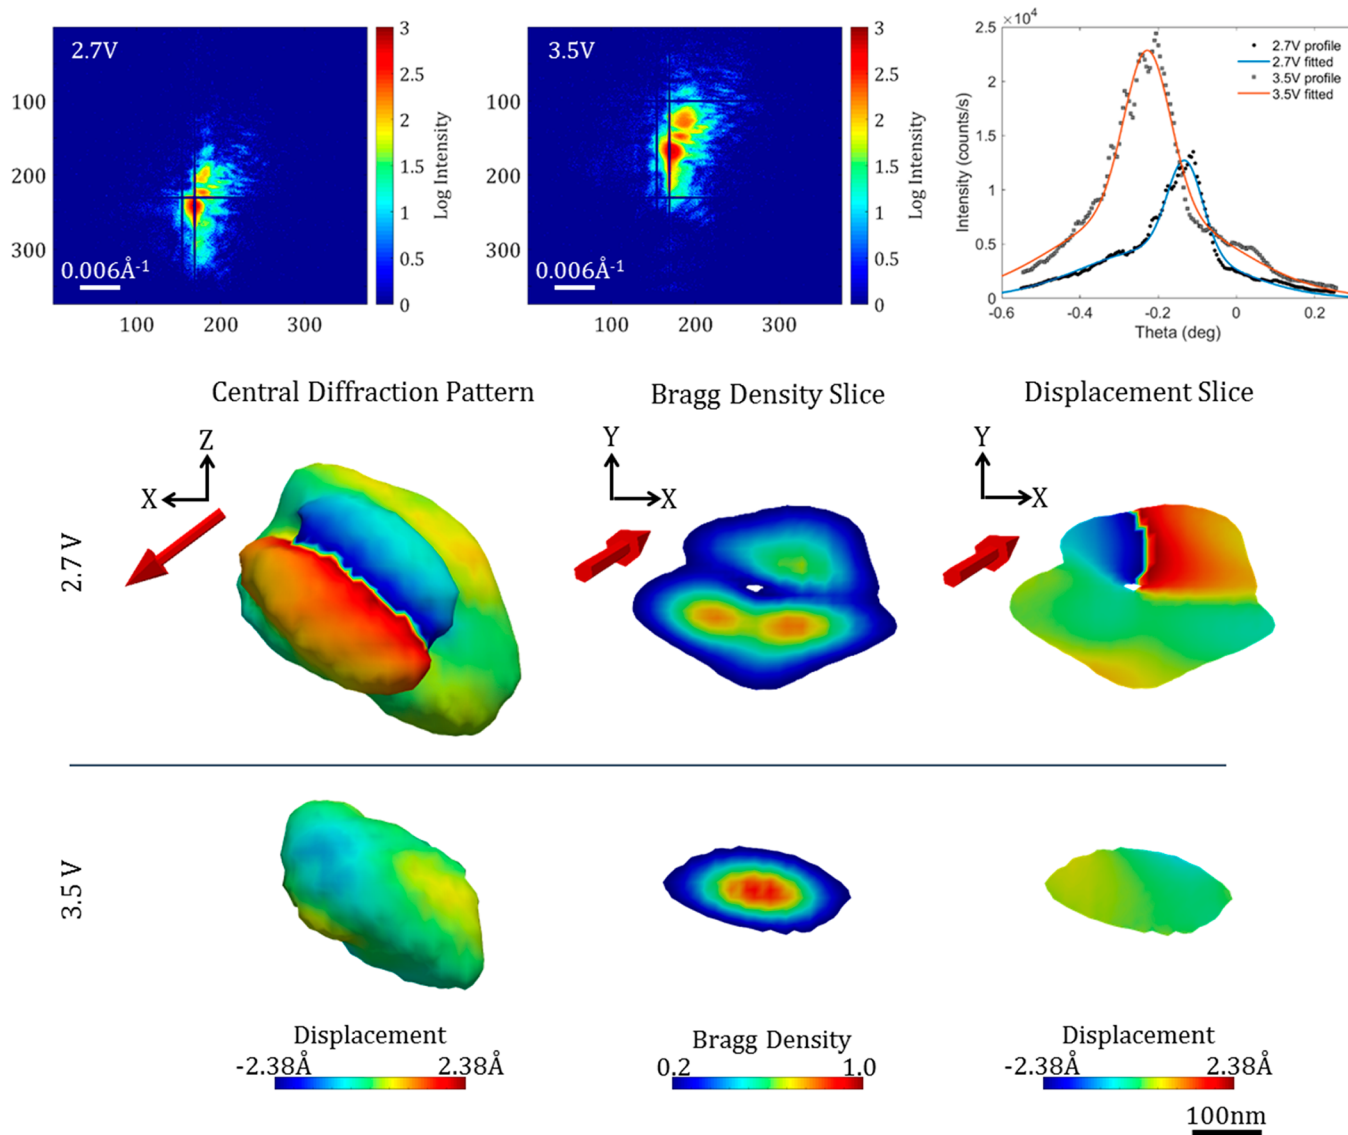 2.7V
100
200
300
0.006Å-1
100 200 300
3
2.5
2
1.5
1
0.5
0
Log Intensity
3.5V
0.006Å-1
100 200 300
3
2.5
2
1.5
1
0.5
0
Log Intensity
×10⁴
2.5
2
1.5
1
0.5
0
Intensity (counts/s)
-0.6 -0.4 -0.2 0 0.2
Theta (deg)
2.7V profile
2.7V fitted
3.5V profile
3.5V fitted
Central Diffraction Pattern
Bragg Density Slice
Displacement Slice
2.7 V
Z
X
Y
X
Y
X
3.5 V
Displacement
-2.38Å 2.38Å
Bragg Density
0.2 1.0
Displacement
-2.38Å 2.38Å
100nm